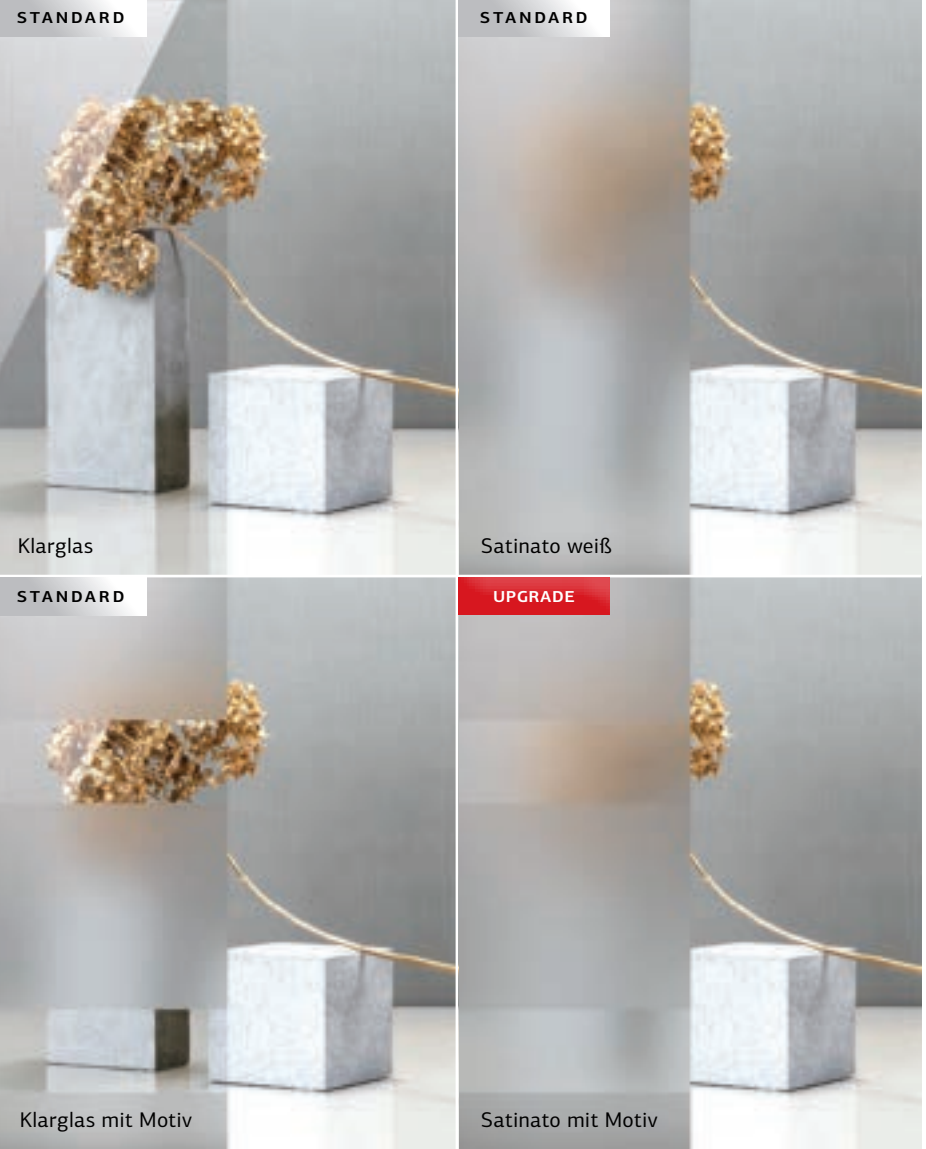 STANDARD
STANDARD
Klarglas
Satinato weiß
STANDARD
UPGRADE
Klarglas mit Motiv
Satinato mit Motiv